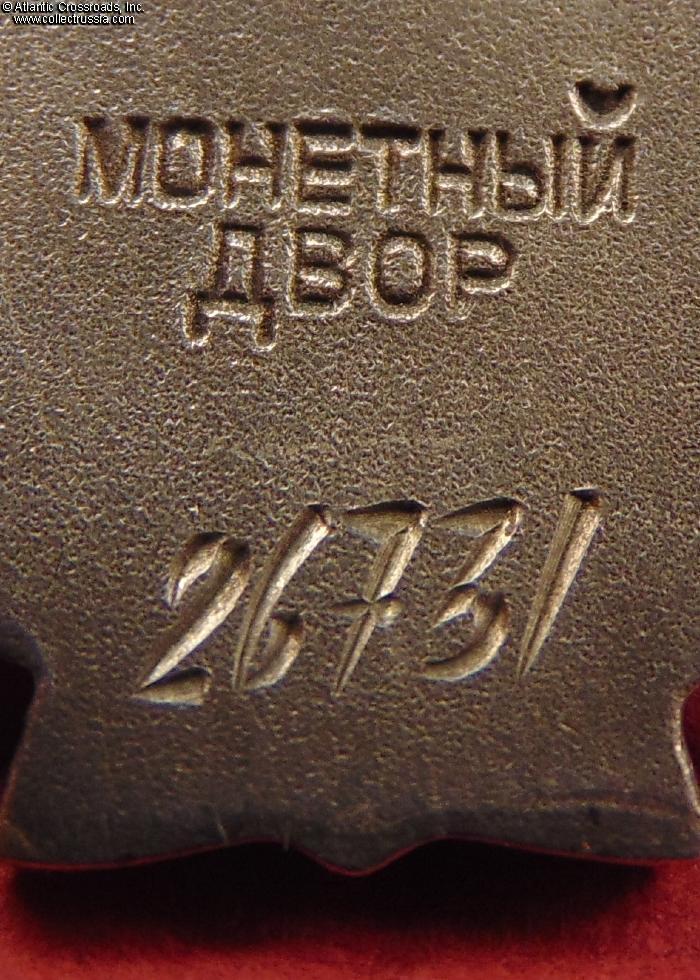 © Atlantic Crossroads, Inc.
www.collectrussia.com
МОНЕТНЫЙ
ДВОР
26731